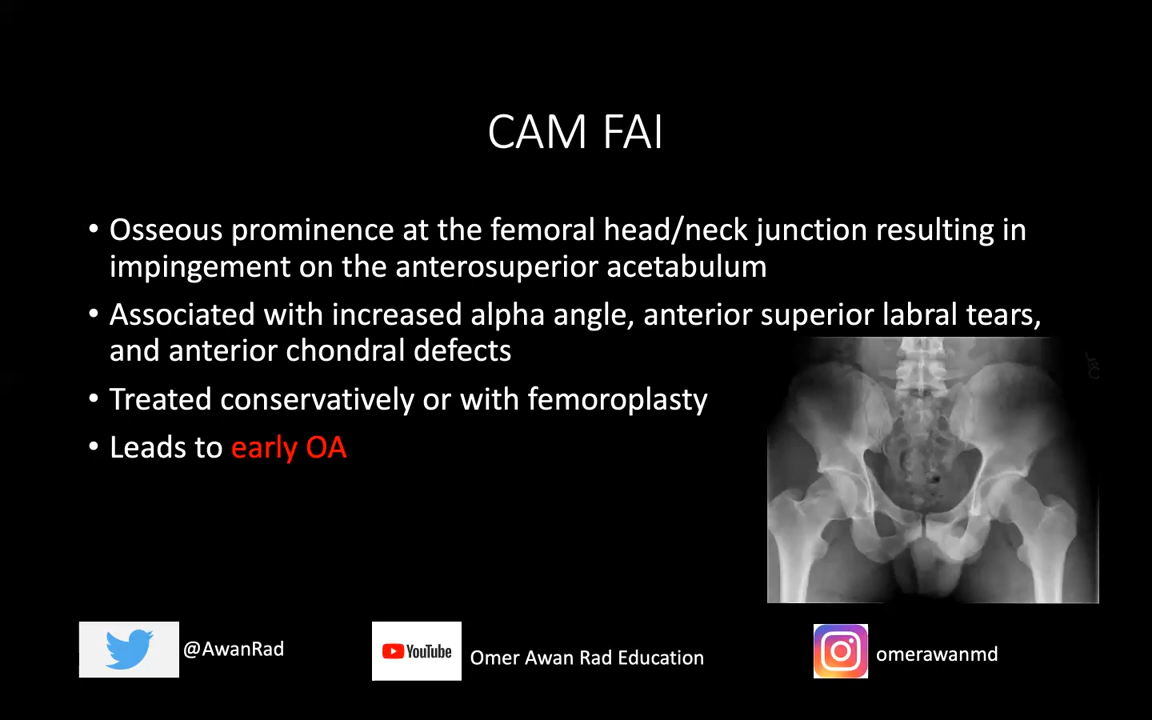 CAM FAI
• Osseous prominence at the femoral head/neck junction resulting in
impingement on the anterosuperior acetabulum
• Associated with increased alpha angle, anterior superior labral tears,
and anterior chondral defects
• Treated conservatively or with femoroplasty
• Leads to early OA
@AwanRad
YouTube
Omer Awan Rad Education
omerawanmd